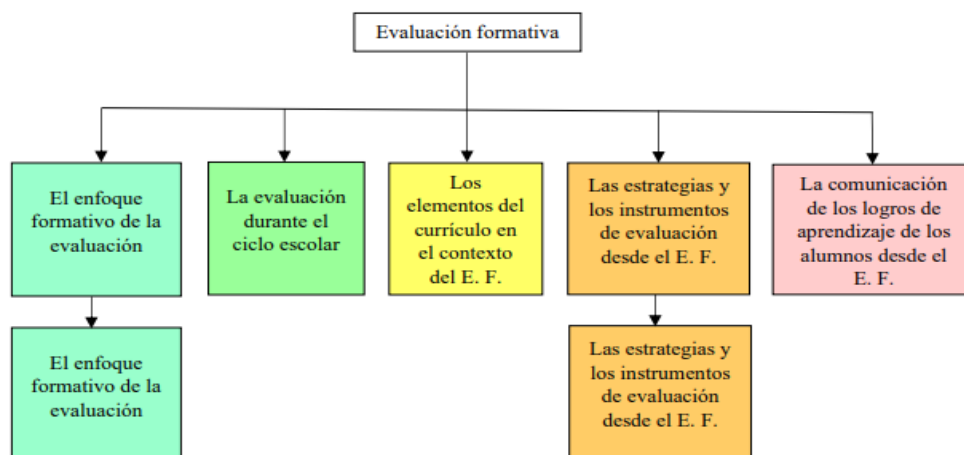 Evaluación formativa
El enfoque
formativo de la
evaluación
La evaluación
durante el
ciclo escolar
Los
elementos del
currículo en
el contexto
del E. F.
Las estrategias y
los instrumentos
de evaluación
desde el E. F.
La comunicación
de los logros de
aprendizaje de los
alumnos desde el
E. F.
El enfoque
formativo de la
evaluación
Las estrategias y
los instrumentos
de evaluación
desde el E. F.